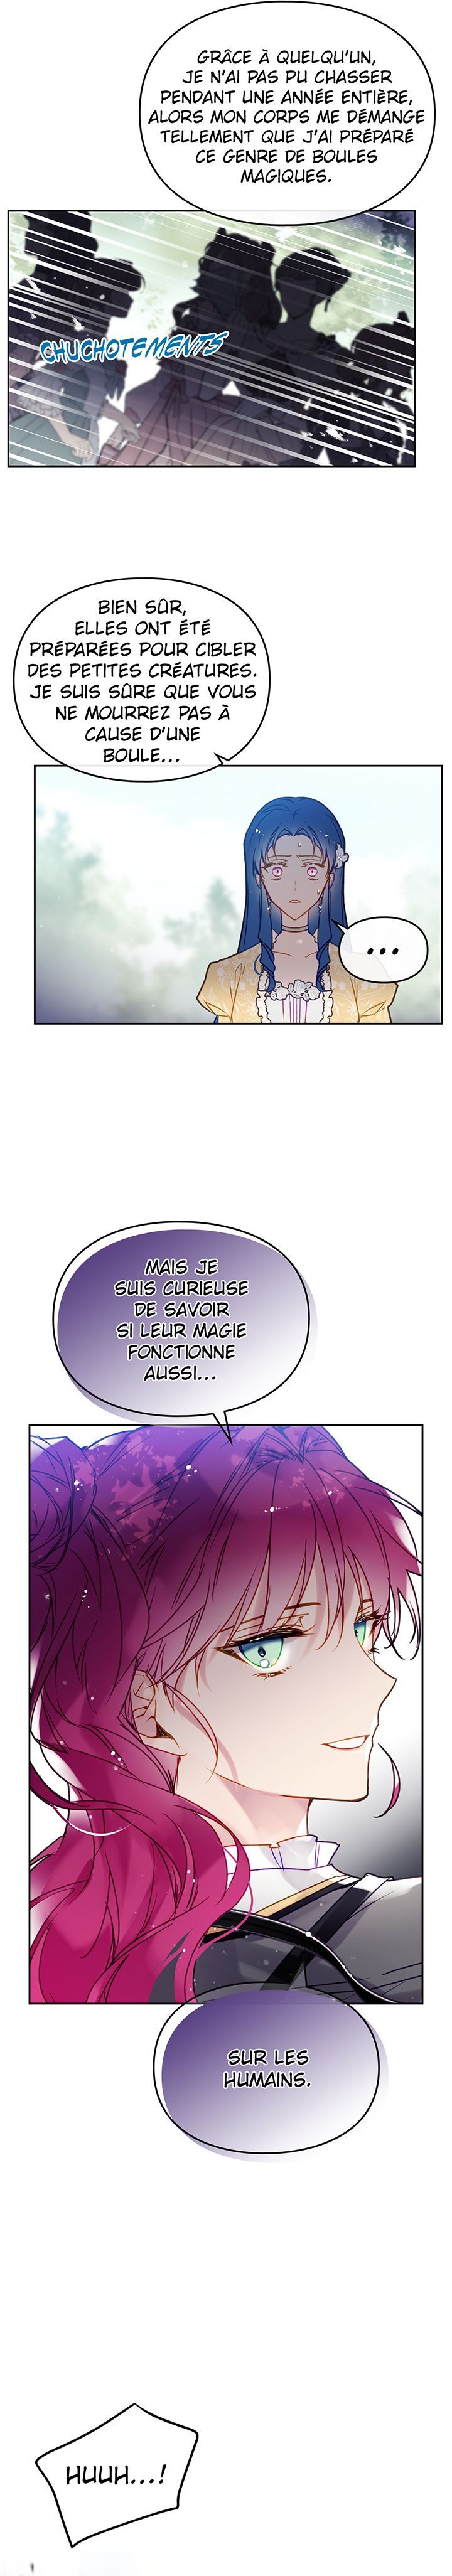 GRÂCE À QUELQU'UN,
JE N'AI PAS PU CHASSER
PENDANT UNE ANNÉE ENTIÈRE,
ALORS MON CORPS ME DÉMANGE
TELLEMENT QUE J'AI PRÉPARÉ
CE GENRE DE BOULES
MAGIQUES.
CHUCHOTEMENTS
BIEN SÛR,
ELLES ONT ÉTÉ
PRÉPARÉES POUR CIBLER
DES PETITES CRÉATURES.
JE SUIS SÛRE QUE VOUS
NE MOURREZ PAS À
CAUSE D'UNE
BOULE...
...
MAIS JE
SUIS CURIEUSE
DE SAVOIR
SI LEUR MAGIE
FONCTIONNE
AUSSI...
SUR LES
HUMAINS.
HUUH...!